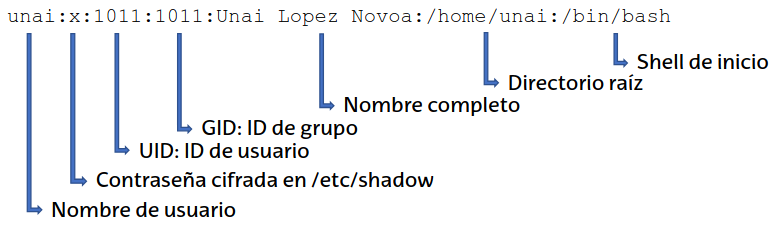 unai:x:1011:1011:Unai Lopez Novoa:/home/unai:/bin/bash
Shell de inicio
Directorio raíz
Nombre completo
GID: ID de grupo
UID: ID de usuario
Contraseña cifrada en /etc/shadow
Nombre de usuario